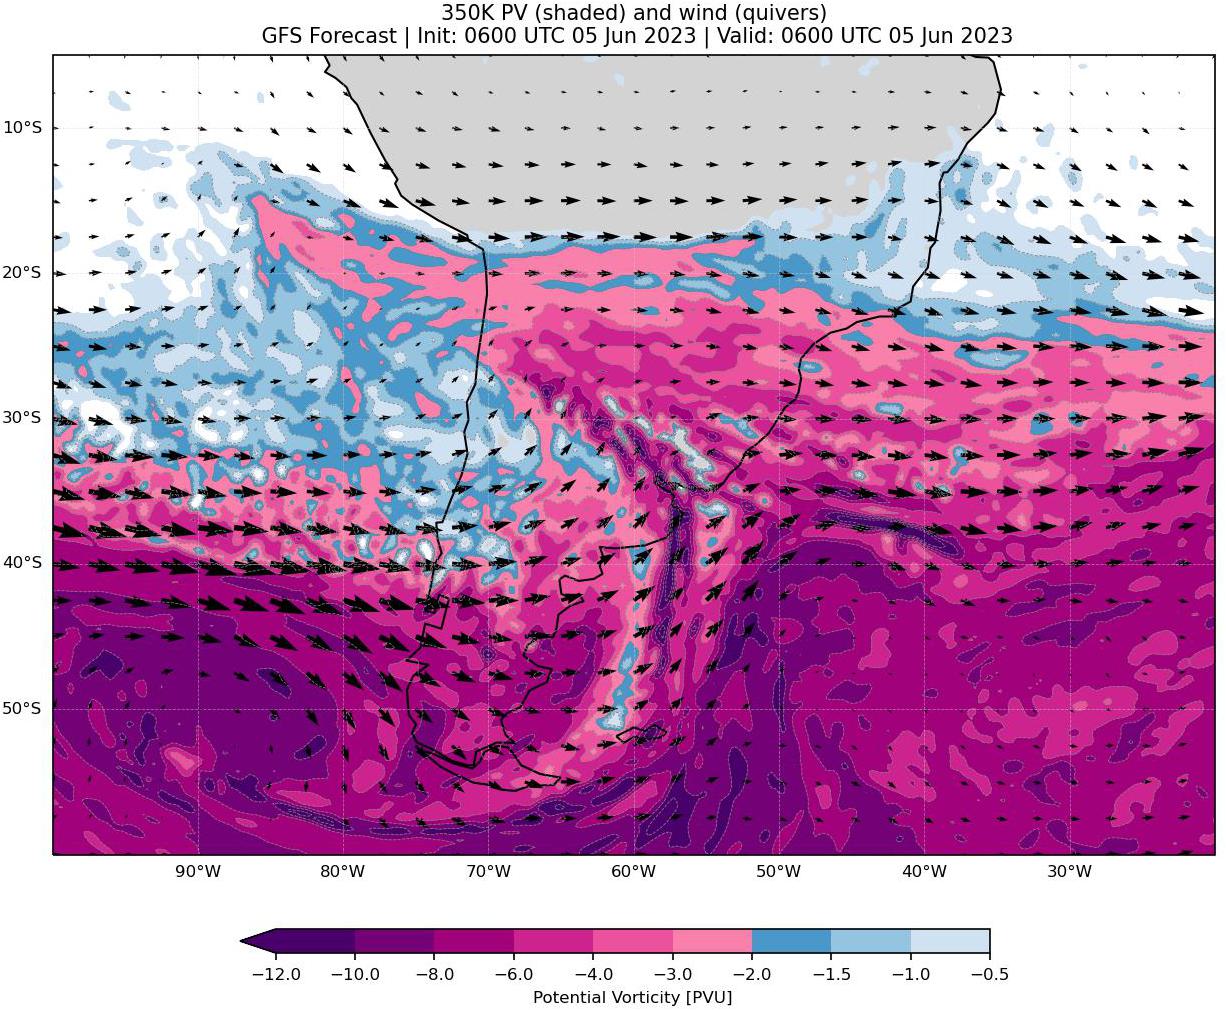 350K PV (shaded) and wind (quivers)
GFS Forecast | Init: 0600 UTC 05 Jun 2023 | Valid: 0600 UTC 05 Jun 2023
10°S
20°S
30°S
40°S
50°S
90°W 80°W 70°W 60°W 50°W 40°W 30°W
−12.0 −10.0 −8.0 −6.0 −4.0 −3.0 −2.0 −1.5 −1.0 −0.5
Potential Vorticity [PVU]